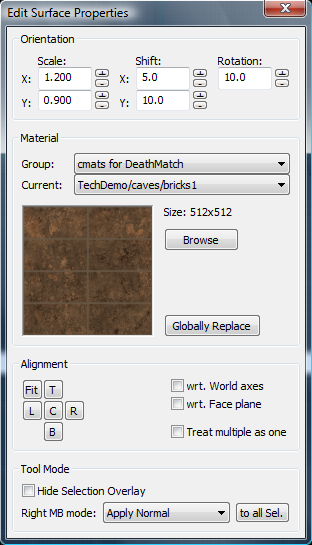 Edit Surface Properties
Orientation
Scale: Shift: Rotation:
X: 1.200 X: 5.0 10.0
Y: 0.900 Y: 10.0
Material
Group: cmats for DeathMatch
Current: TechDemo/caves/bricks1
Size: 512x512
Browse
Globally Replace
Alignment
Fit T
L C R
B
wrt. World axes
wrt. Face plane
Treat multiple as one
Tool Mode
Hide Selection Overlay
Right MB mode: Apply Normal to all Sel.